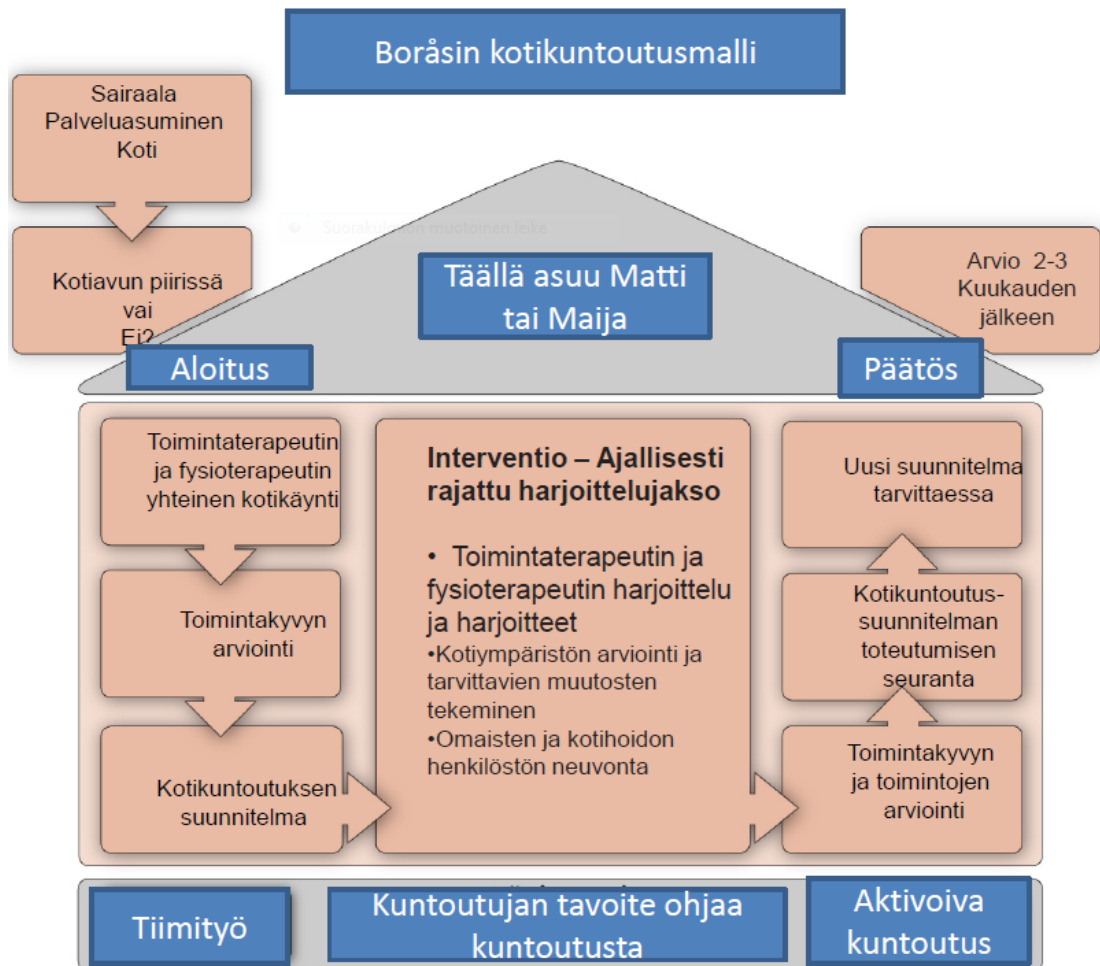 Boråsin kotikuntoutusmalli
Sairaala
Palveluasuminen
Koti
Kotiavun piirissä
vai
Ei?
Suorakulmion muotoinen leike
Täällä asuu Matti
tai Maija
Arvio 2-3
Kuukauden
jälkeen
Aloitus
Päätös
Toimintaterapeutin
ja fysioterapeutin
yhteinen kotikäynti
Toimintakyvyn
arviointi
Kotikuntoutuksen
suunnitelma
Interventio – Ajallisesti
rajattu harjoittelujakso
• Toimintaterapeutin ja
fysioterapeutin harjoittelu
ja harjoitteet
•Kotiympäristön arviointi ja
tarvittavien muutosten
tekeminen
•Omaisten ja kotihoidon
henkilöstön neuvonta
Uusi suunnitelma
tarvittaessa
Kotikuntoutus-
suunnitelman
toteutumisen
seuranta
Toimintakyvyn
ja toimintojen
arviointi
Tiimityö
Kuntoutujan tavoite ohjaa
kuntoutusta
Aktivoiva
kuntoutus